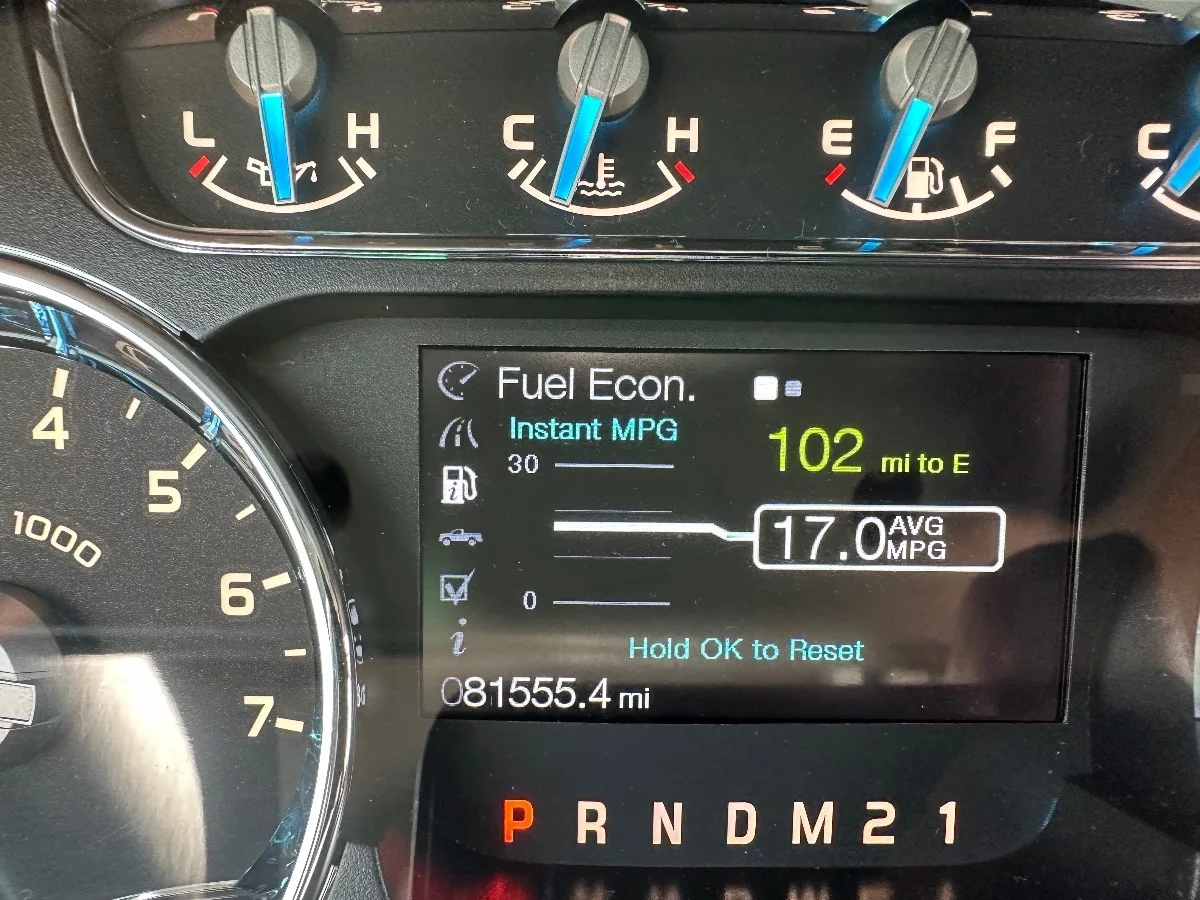 L H C H E F C
Fuel Econ.
Instant MPG
102 mi to E
30
17.0 AVG MPG
0
Hold OK to Reset
081555.4 mi
4
5
1000
6
7
P R N D M 2 1